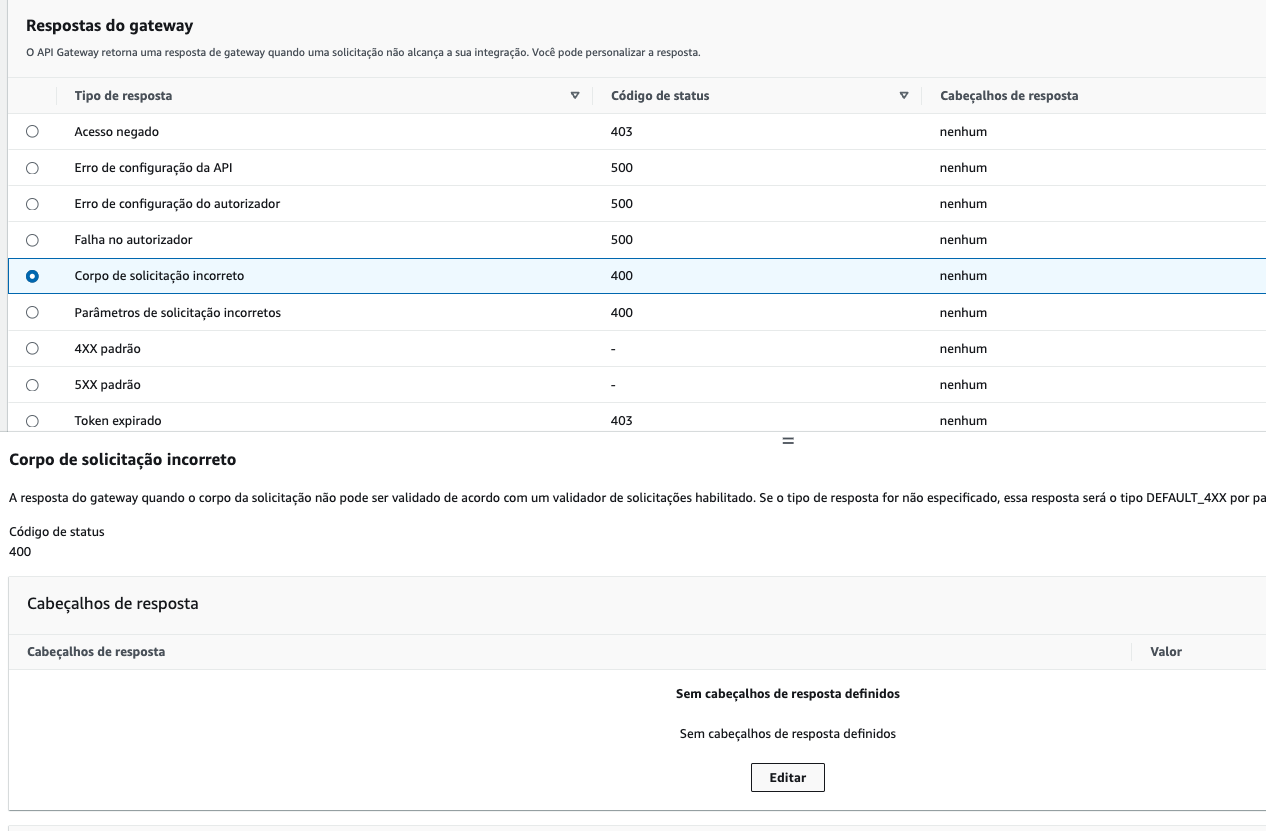 Respostas do gateway
O API Gateway retorna uma resposta de gateway quando uma solicitação não alcança a sua integração. Você pode personalizar a resposta.
Tipo de resposta Código de status Cabeçalhos de resposta
Acesso negado 403 nenhum
Erro de configuração da API 500 nenhum
Erro de configuração do autorizador 500 nenhum
Falha no autorizador 500 nenhum
Corpo de solicitação incorreto 400 nenhum
Parâmetros de solicitação incorretos 400 nenhum
4XX padrão - nenhum
5XX padrão - nenhum
Token expirado 403 nenhum
Corpo de solicitação incorreto
A resposta do gateway quando o corpo da solicitação não pode ser validado de acordo com um validador de solicitações habilitado. Se o tipo de resposta for não especificado, essa resposta será o tipo DEFAULT_4XX por pa
Código de status
400
Cabeçalhos de resposta
Cabeçalhos de resposta Valor
Sem cabeçalhos de resposta definidos
Sem cabeçalhos de resposta definidos
Editar